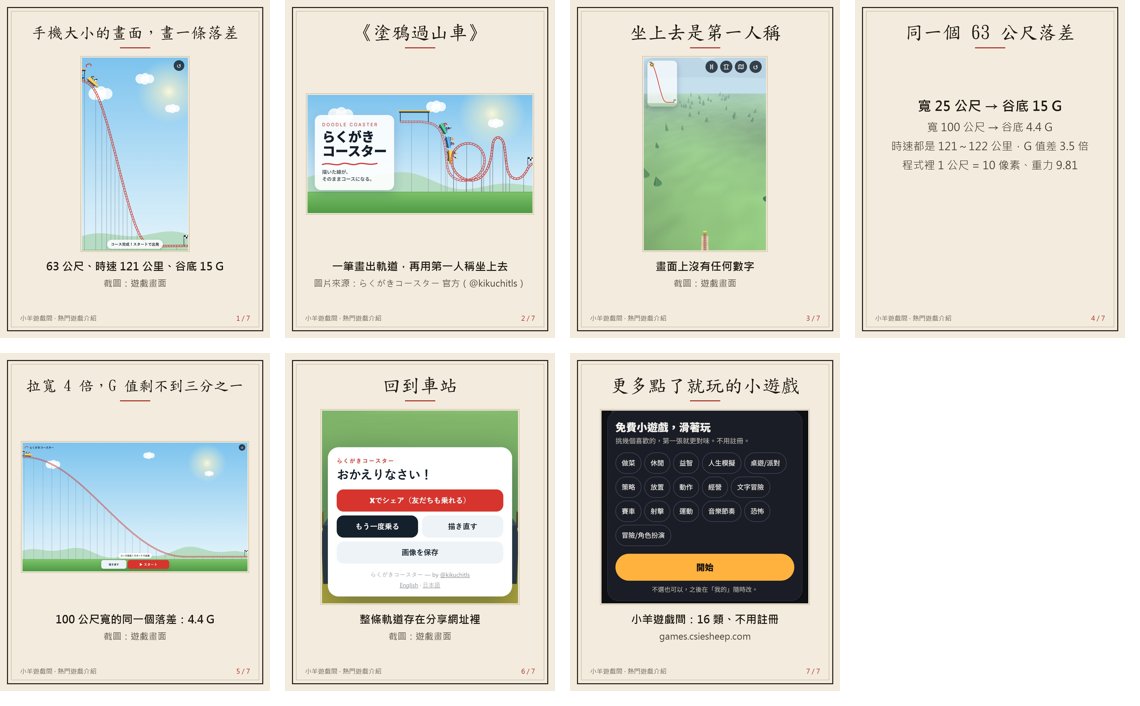 手機大小的畫面，畫一條落差
コース完成！スタートで出発
63 公尺、時速 121 公里、谷底 15 G
截圖：遊戲畫面
小羊遊戲間 · 熱門遊戲介紹
1 / 7
《塗鴉過山車》
DOODLE COASTER
らくがき
コースター
描いた線が、
そのままコースになる。
一筆畫出軌道，再用第一人稱坐上去
圖片來源：らくがきコースター 官方（@kikuchitls）
小羊遊戲間 · 熱門遊戲介紹
2 / 7
坐上去是第一人稱
畫面上沒有任何數字
截圖：遊戲畫面
小羊遊戲間 · 熱門遊戲介紹
3 / 7
同一個 63 公尺落差
寬 25 公尺 → 谷底 15 G
寬 100 公尺 → 谷底 4.4 G
時速都是 121～122 公里，G 值差 3.5 倍
程式裡 1 公尺 = 10 像素、重力 9.81
小羊遊戲間 · 熱門遊戲介紹
4 / 7
拉寬 4 倍，G 值剩不到三分之一
らくがきコースター
スタート
100 公尺寬的同一個落差：4.4 G
截圖：遊戲畫面
小羊遊戲間 · 熱門遊戲介紹
5 / 7
回到車站
らくがきコースター
おかえりなさい！
Xでシェア（友だちも乗れる）
もう一度乗る
描き直す
画像を保存
らくがきコースター — by @kikuchitls
English · 日本語
整條軌道存在分享網址裡
截圖：遊戲畫面
小羊遊戲間 · 熱門遊戲介紹
6 / 7
更多點了就玩的小遊戲
免費小遊戲，滑著玩
挑幾個喜歡的，第一張就更對味。不用註冊。
做菜 休閒 益智 人生模擬 桌遊/派對
策略 放置 動作 經營 文字冒險
賽車 射擊 運動 音樂節奏 恐怖
冒險/角色扮演
開始
不選也可以，之後在「我的」隨時改。
小羊遊戲間：16 類、不用註冊
games.csiesheep.com
小羊遊戲間 · 熱門遊戲介紹
7 / 7